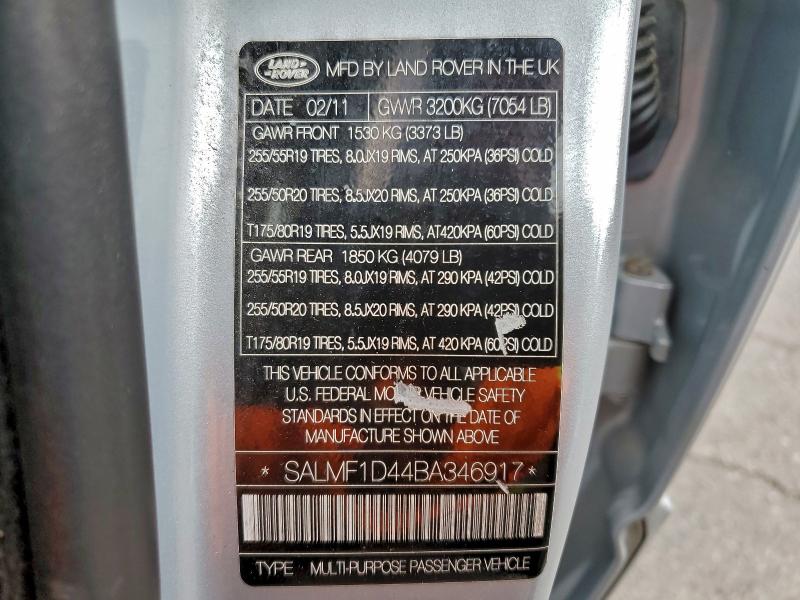 LAND ROVER MFD BY LAND ROVER IN THE UK
DATE 02/11 GVWR 3200KG (7054 LB)
GAWR FRONT 1530 KG (3373 LB)
255/55R19 TIRES, 8.0JX19 RIMS, AT 250KPA (36PSI) COLD
255/50R20 TIRES, 8.5JX20 RIMS, AT 250KPA (36PSI) COLD
T175/80R19 TIRES, 5.5JX19 RIMS, AT420KPA (60PSI) COLD
GAWR REAR 1850 KG (4079 LB)
255/55R19 TIRES, 8.0JX19 RIMS, AT 290 KPA (42PSI) COLD
255/50R20 TIRES, 8.5JX20 RIMS, AT 290 KPA (42PSI) COLD
T175/80R19 TIRES, 5.5JX19 RIMS, AT 420 KPA (60PSI) COLD
THIS VEHICLE CONFORMS TO ALL APPLICABLE
U.S. FEDERAL MOTOR VEHICLE SAFETY
STANDARDS IN EFFECT ON THE DATE OF
MANUFACTURE SHOWN ABOVE
* SALMF1D44BA346917 *
TYPE MULTI-PURPOSE PASSENGER VEHICLE